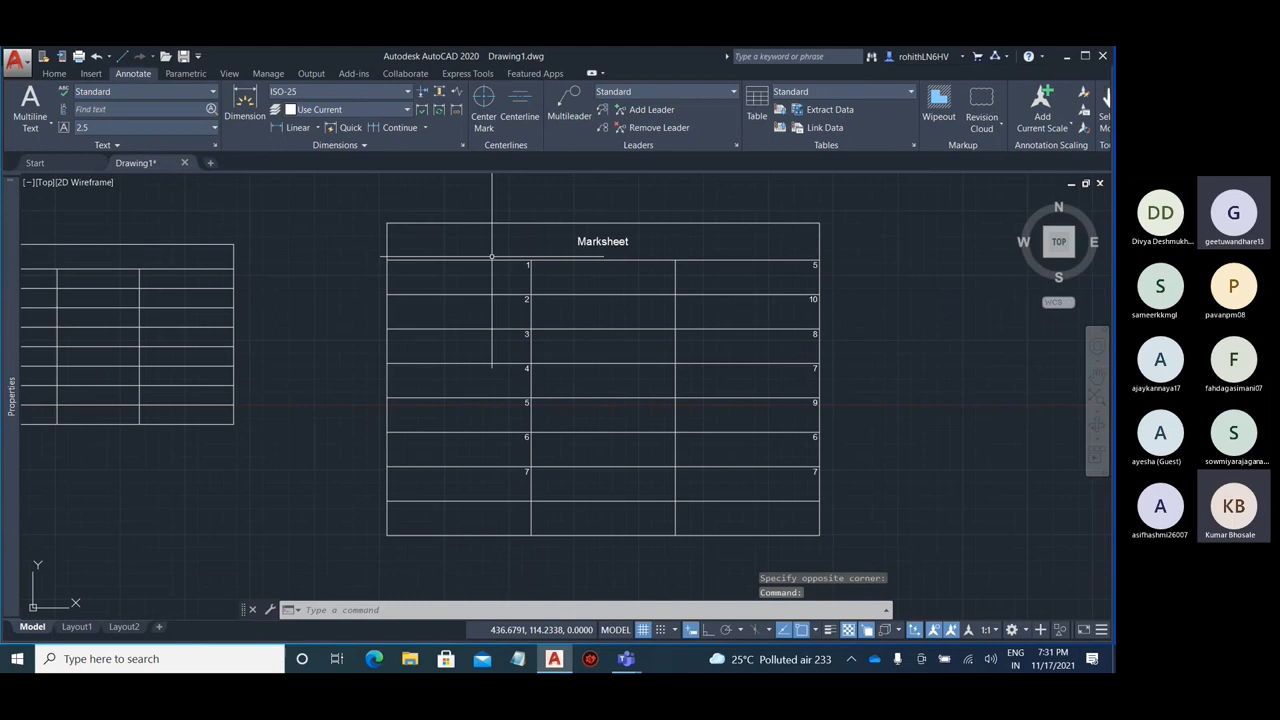 Autodesk AutoCAD 2020 Drawing1.dwg
Type a keyword or phrase
rohithLN6HV
Home Insert Annotate Parametric View Manage Output Add-ins Collaborate Express Tools Featured Apps
Multiline Text
ABC
Standard
Find text
A 2.5
Text
Dimension
ISO-25
Use Current
Linear Quick Continue
Dimensions
Center Mark
Centerline
Centerlines
Multileader
Standard
Add Leader
Remove Leader
Leaders
Table
Standard
Extract Data
Link Data
Tables
Wipeout
Revision Cloud
Markup
Add Current Scale
Annotation Scaling
Start Drawing1*
[−][Top][2D Wireframe]
Properties
Marksheet
1 5
2 10
3 8
4 7
5 9
6 6
7 7
N
W TOP E
S
WCS
Y
X
Specify opposite corner:
Command:
Type a command
Model Layout1 Layout2 +
436.6791, 114.2338, 0.0000 MODEL
1:1
Type here to search
25°C Polluted air 233
ENG
IN
7:31 PM
11/17/2021
DD G
Divya Deshmukh... geetuwandhare13
S P
sameerkkmgl pavanpm08
A F
ajaykannaya17 fahdagasimani07
A S
ayesha (Guest) sowmiyarajagana...
A KB
asifhashmi26007 Kumar Bhosale